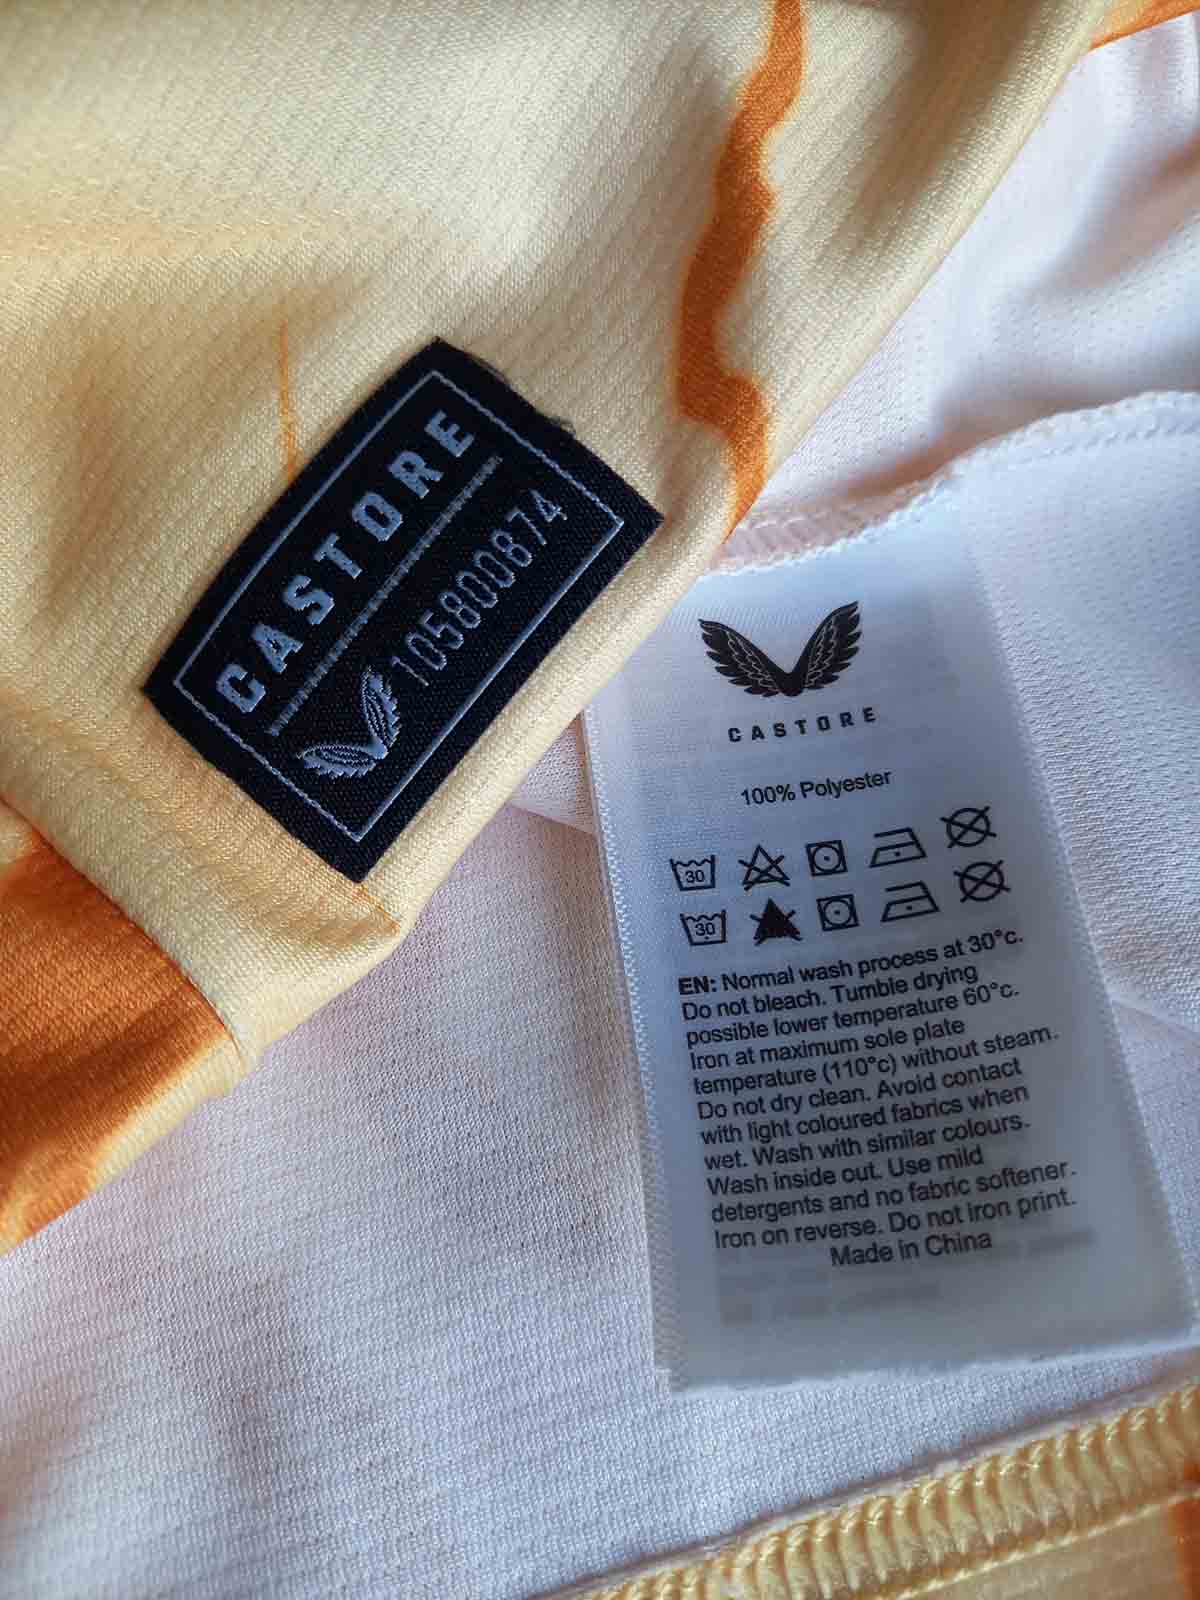 CASTORE
105800874
CASTORE
100% Polyester
30
30
EN: Normal wash process at 30°c.
Do not bleach. Tumble drying
possible lower temperature 60°c.
Iron at maximum sole plate
temperature (110°c) without steam.
Do not dry clean. Avoid contact
with light coloured fabrics when
wet. Wash with similar colours.
Wash inside out. Use mild
detergents and no fabric softener.
Iron on reverse. Do not iron print.
Made in China